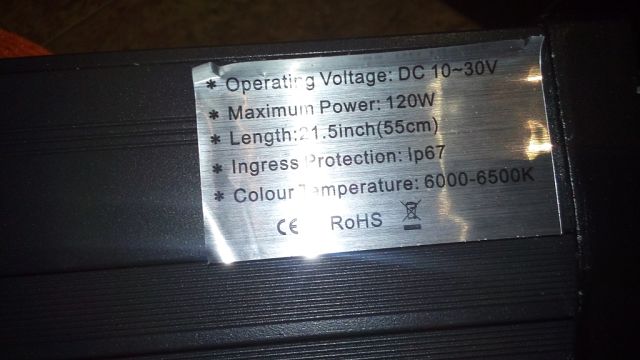 * Operating Voltage: DC 10~30V
* Maximum Power: 120W
* Length:21.5inch(55cm)
* Ingress Protection: Ip67
* Colour Temperature: 6000-6500K
CE RoHS